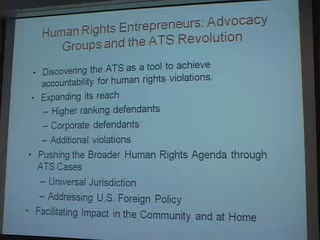 Human Rights Entrepreneurs: Advocacy
Groups and the ATS Revolution
• Discovering the ATS as a tool to achieve
accountability for human rights violations.
• Expanding its reach
– Higher ranking defendants
– Corporate defendants
– Additional violations
• Pushing the Broader Human Rights Agenda through
ATS Cases
– Universal Jurisdiction
– Addressing U.S. Foreign Policy
• Facilitating Impact in the Community and at Home